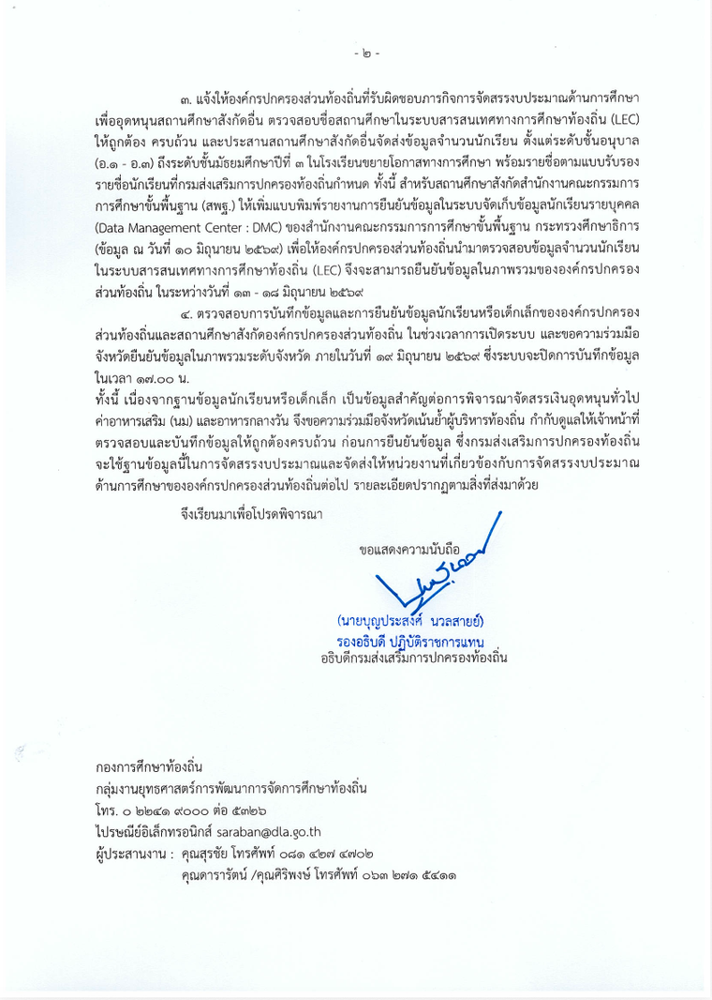 - ๒ -
๓. แจ้งให้องค์กรปกครองส่วนท้องถิ่นที่รับผิดชอบภารกิจการจัดสรรงบประมาณด้านการศึกษา
เพื่ออุดหนุนสถานศึกษาสังกัดอื่น ตรวจสอบชื่อสถานศึกษาในระบบสารสนเทศทางการศึกษาท้องถิ่น (LEC)
ให้ถูกต้อง ครบถ้วน และประสานสถานศึกษาสังกัดอื่นจัดส่งข้อมูลจำนวนนักเรียน ตั้งแต่ระดับชั้นอนุบาล
(อ.๑ - อ.๓) ถึงระดับชั้นมัธยมศึกษาปีที่ ๓ ในโรงเรียนขยายโอกาสทางการศึกษา พร้อมรายชื่อตามแบบรับรอง
รายชื่อนักเรียนที่กรมส่งเสริมการปกครองท้องถิ่นกำหนด ทั้งนี้ สำหรับสถานศึกษาสังกัดสำนักงานคณะกรรมการ
การศึกษาขั้นพื้นฐาน (สพฐ.) ให้เพิ่มแบบพิมพ์รายงานการยืนยันข้อมูลในระบบจัดเก็บข้อมูลนักเรียนรายบุคคล
(Data Management Center : DMC) ของสำนักงานคณะกรรมการการศึกษาขั้นพื้นฐาน กระทรวงศึกษาธิการ
(ข้อมูล ณ วันที่ ๑๐ มิถุนายน ๒๕๖๙) เพื่อให้องค์กรปกครองส่วนท้องถิ่นนำมาตรวจสอบข้อมูลจำนวนนักเรียน
ในระบบสารสนเทศทางการศึกษาท้องถิ่น (LEC) จึงจะสามารถยืนยันข้อมูลในภาพรวมขององค์กรปกครอง
ส่วนท้องถิ่น ในระหว่างวันที่ ๑๓ - ๑๘ มิถุนายน ๒๕๖๙
๔. ตรวจสอบการบันทึกข้อมูลและการยืนยันข้อมูลนักเรียนหรือเด็กเล็กขององค์กรปกครอง
ส่วนท้องถิ่นและสถานศึกษาสังกัดองค์กรปกครองส่วนท้องถิ่น ในช่วงเวลาการเปิดระบบ และขอความร่วมมือ
จังหวัดยืนยันข้อมูลในภาพรวมระดับจังหวัด ภายในวันที่ ๑๙ มิถุนายน ๒๕๖๙ ซึ่งระบบจะปิดการบันทึกข้อมูล
ในเวลา ๑๗.๐๐ น.
ทั้งนี้ เนื่องจากฐานข้อมูลนักเรียนหรือเด็กเล็ก เป็นข้อมูลสำคัญต่อการพิจารณาจัดสรรเงินอุดหนุนทั่วไป
ค่าอาหารเสริม (นม) และอาหารกลางวัน จึงขอความร่วมมือจังหวัดเน้นย้ำผู้บริหารท้องถิ่น กำกับดูแลให้เจ้าหน้าที่
ตรวจสอบและบันทึกข้อมูลให้ถูกต้องครบถ้วน ก่อนการยืนยันข้อมูล ซึ่งกรมส่งเสริมการปกครองท้องถิ่น
จะใช้ฐานข้อมูลนี้ในการจัดสรรงบประมาณและจัดส่งให้หน่วยงานที่เกี่ยวข้องกับการจัดสรรงบประมาณ
ด้านการศึกษาขององค์กรปกครองส่วนท้องถิ่นต่อไป รายละเอียดปรากฏตามสิ่งที่ส่งมาด้วย
จึงเรียนมาเพื่อโปรดพิจารณา
ขอแสดงความนับถือ
(นายบุญประสงค์ นวลสายย์)
รองอธิบดี ปฏิบัติราชการแทน
อธิบดีกรมส่งเสริมการปกครองท้องถิ่น
กองการศึกษาท้องถิ่น
กลุ่มงานยุทธศาสตร์การพัฒนาการจัดการศึกษาท้องถิ่น
โทร. ๐ ๒๒๔๑ ๙๐๐๐ ต่อ ๕๓๒๖
ไปรษณีย์อิเล็กทรอนิกส์ saraban@dla.go.th
ผู้ประสานงาน : คุณสุรชัย โทรศัพท์ ๐๘๑ ๔๒๗ ๔๗๐๒
คุณดารารัตน์ /คุณศิริพงษ์ โทรศัพท์ ๐๖๓ ๒๗๑ ๕๔๑๑